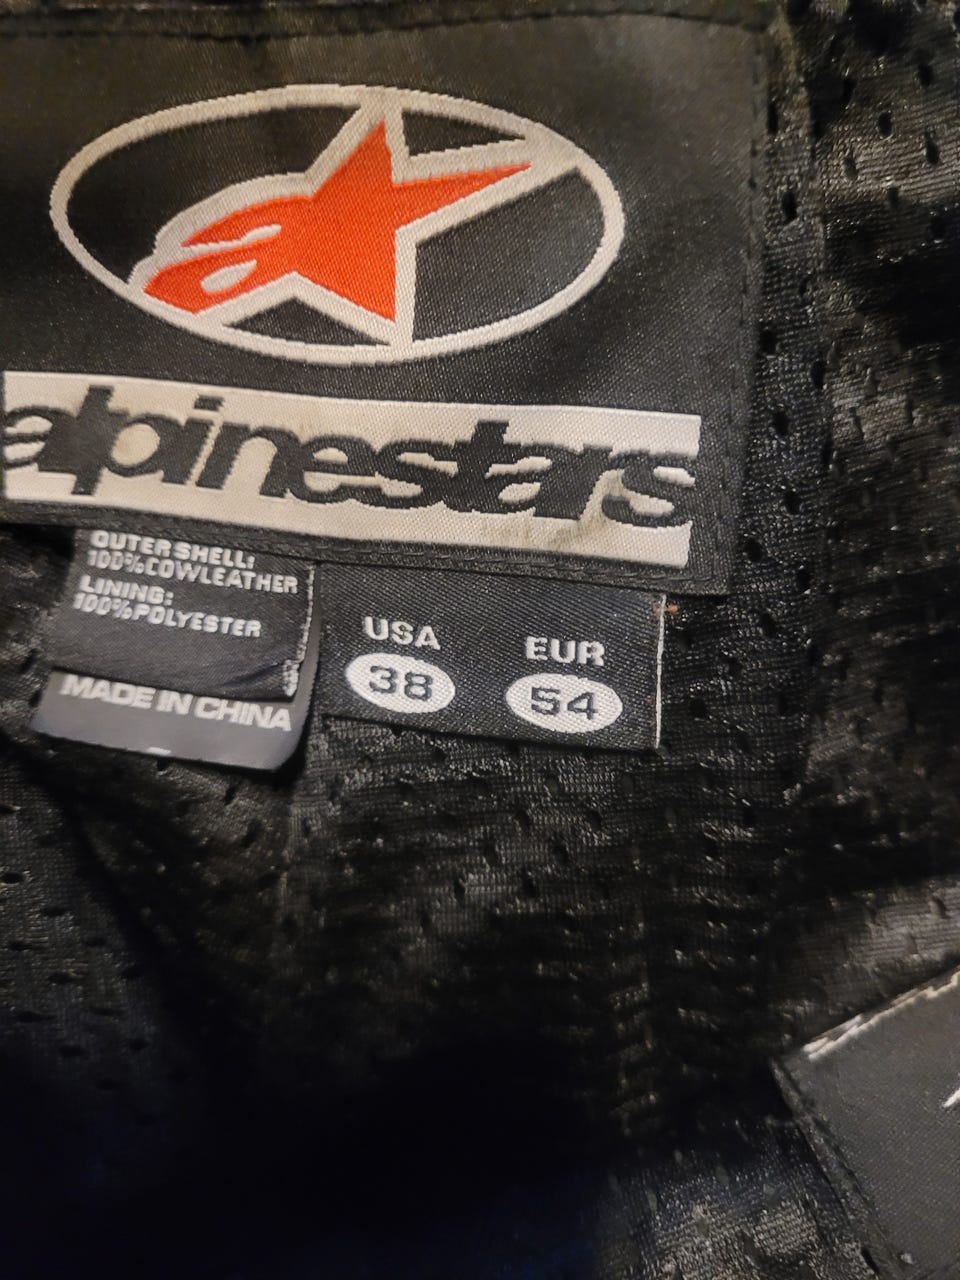 a
alpinestars
OUTER SHELL:
100%COWLEATHER
LINING:
100%POLYESTER
MADE IN CHINA
USA
38
EUR
54